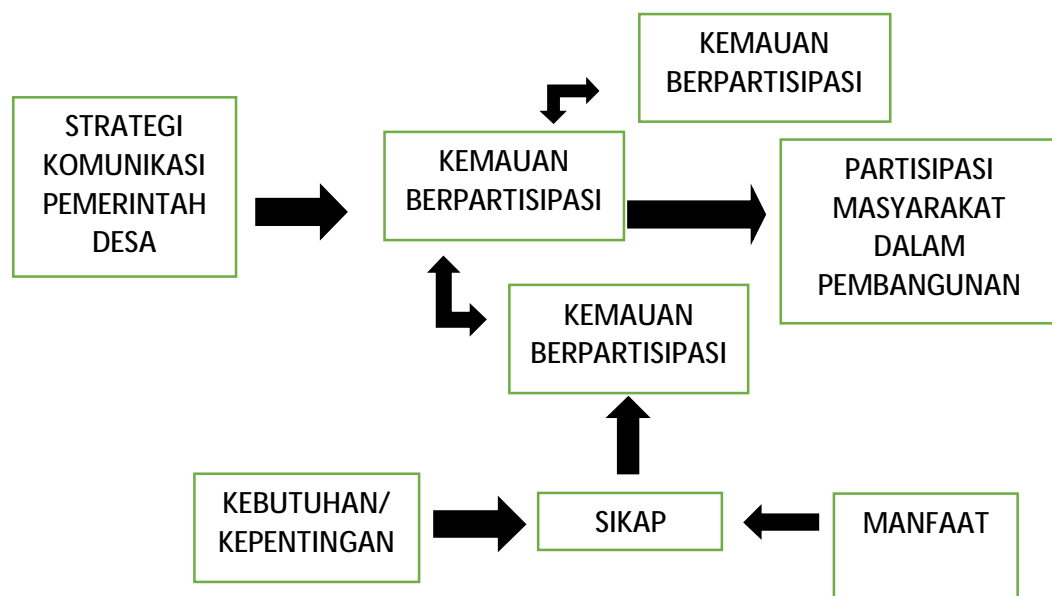 KEMAUAN
BERPARTISIPASI
STRATEGI
KOMUNIKASI
PEMERINTAH
DESA
KEMAUAN
BERPARTISIPASI
PARTISIPASI
MASYARAKAT
DALAM
PEMBANGUNAN
KEMAUAN
BERPARTISIPASI
KEBUTUHAN/
KEPENTINGAN
SIKAP
MANFAAT